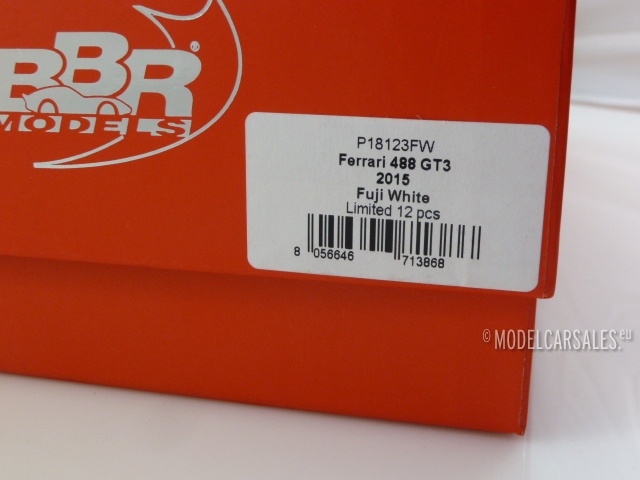 BBR®
MODELS
P18123FW
Ferrari 488 GT3
2015
Fuji White
Limited 12 pcs
8 056646 713868
© MODELCARSALES.eu